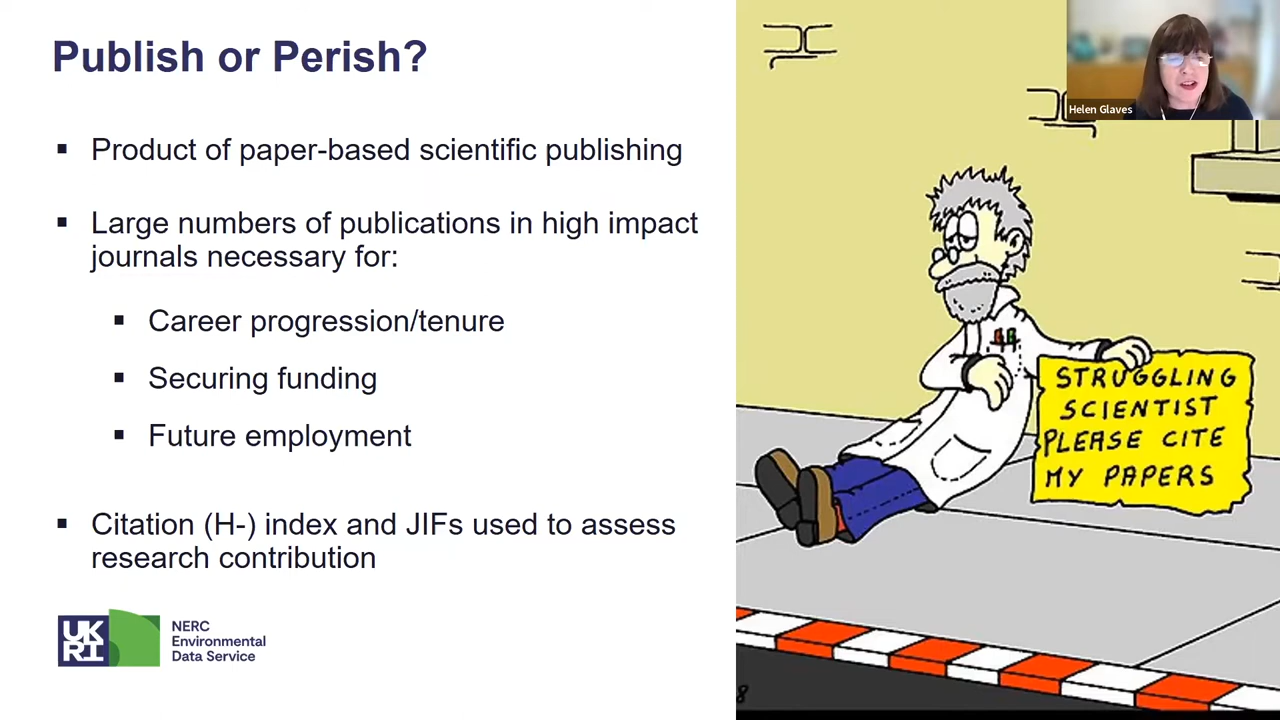 Publish or Perish?
Helen Glaves
▪ Product of paper-based scientific publishing
▪ Large numbers of publications in high impact
journals necessary for:
▪ Career progression/tenure
▪ Securing funding
▪ Future employment
▪ Citation (H-) index and JIFs used to assess
research contribution
STRUGGLING
SCIENTIST
PLEASE CITE
MY PAPERS
UK
RI
NERC
Environmental
Data Service
8